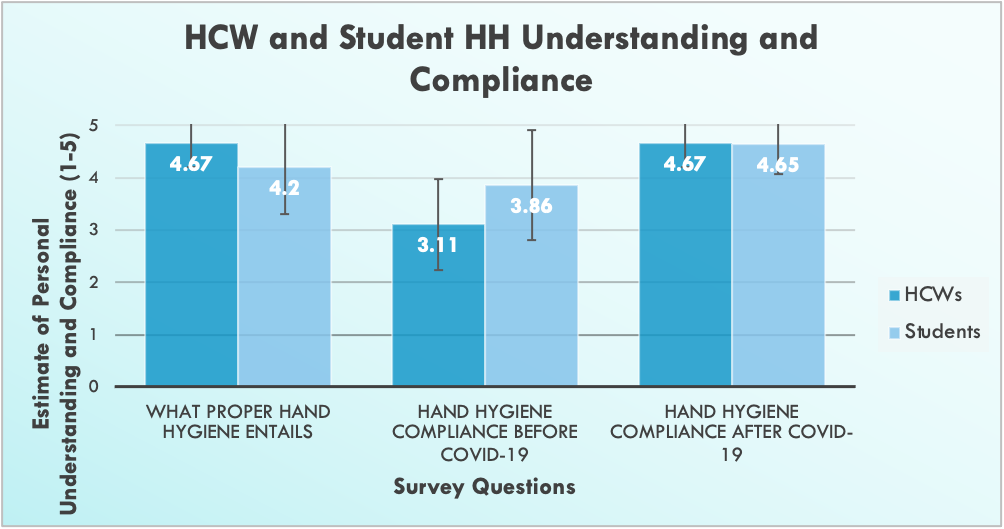 HCW and Student HH Understanding and
Compliance
Estimate of Personal
Understanding and Compliance (1-5)
5
4
3
2
1
0
4.67
4.2
3.11
3.86
4.67
4.65
WHAT PROPER HAND
HYGIENE ENTAILS
HAND HYGIENE
COMPLIANCE BEFORE
COVID-19
HAND HYGIENE
COMPLIANCE AFTER COVID-
19
Survey Questions
HCWs
Students